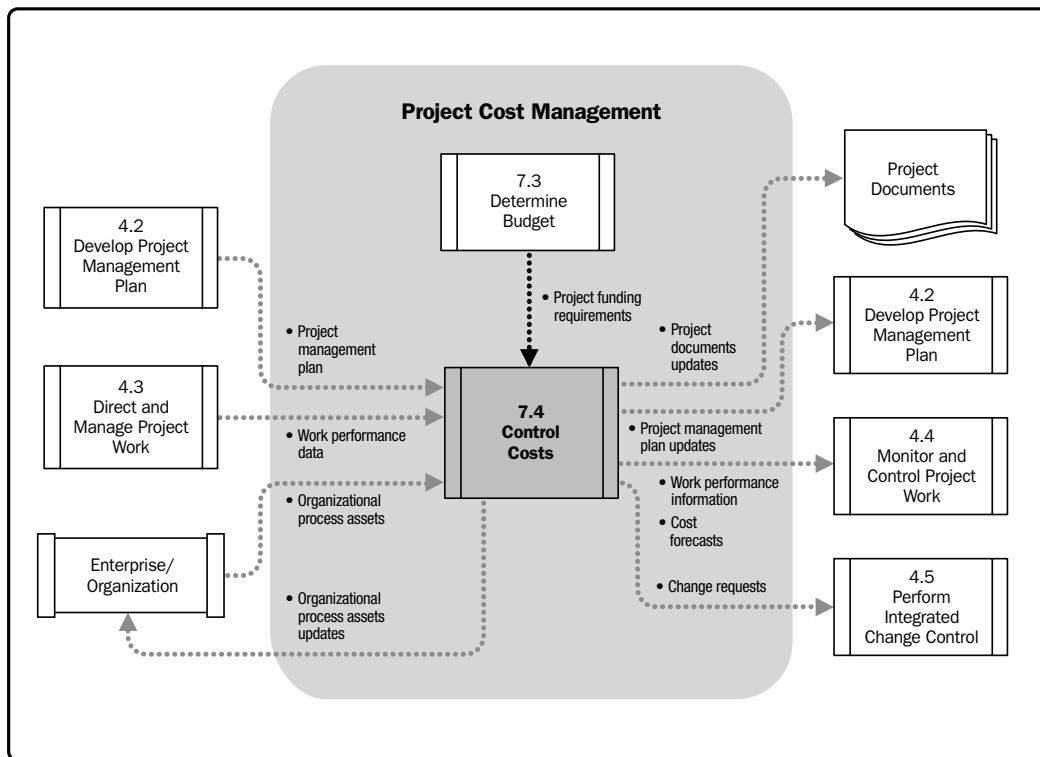 Project Cost Management
7.3
Determine
Budget
Project
Documents
4.2
Develop Project
Management
Plan
• Project funding
requirements
4.2
Develop Project
Management
Plan
• Project
management
plan
• Project
documents
updates
4.3
Direct and
Manage Project
Work
7.4
Control
Costs
• Work performance
data
• Project management
plan updates
4.4
Monitor and
Control Project
Work
• Organizational
process assets
• Work performance
information
• Cost
forecasts
Enterprise/
Organization
• Change requests
4.5
Perform
Integrated
Change Control
• Organizational
process assets
updates